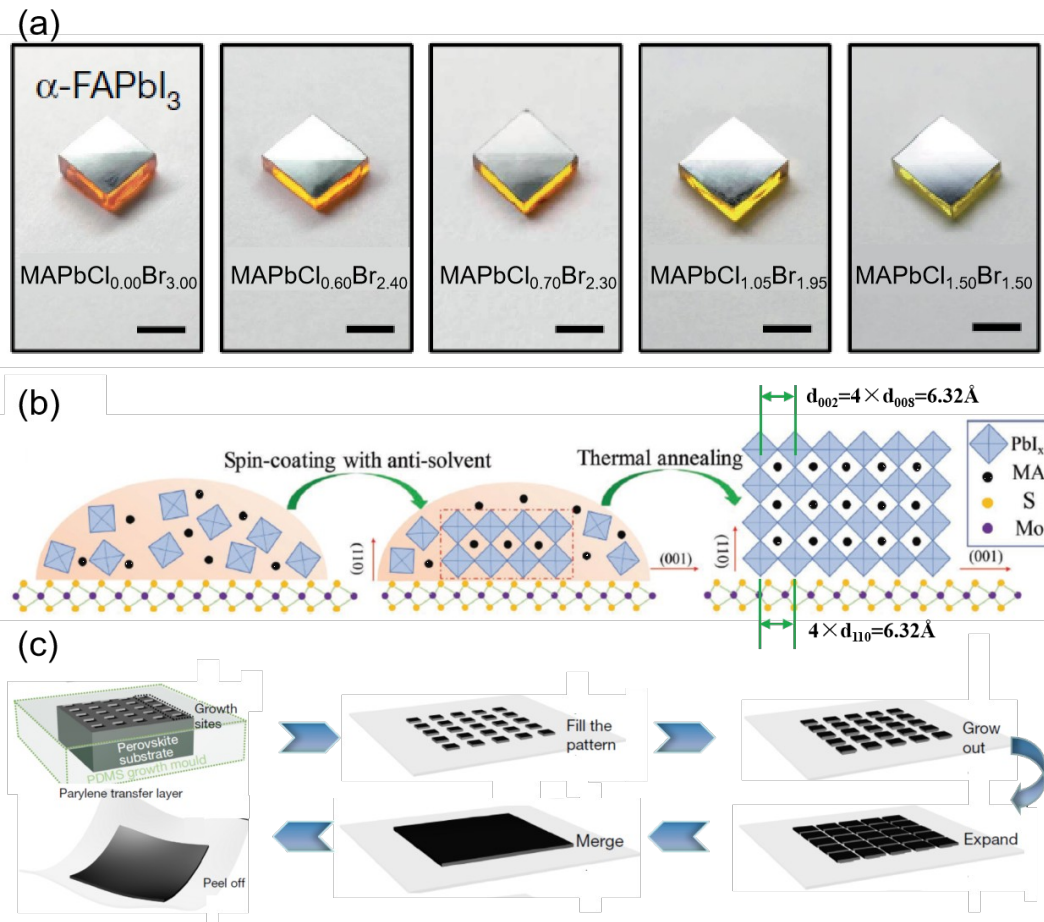 (a)
α-FAPbI₃
MAPbCl₀.₀₀Br₃.₀₀
MAPbCl₀.₆₀Br₂.₄₀
MAPbCl₀.₇₀Br₂.₃₀
MAPbCl₁.₀₅Br₁.₉₅
MAPbCl₁.₅₀Br₁.₅₀
(b)
d₀₀₂=4×d₀₀₈=6.32Å
Spin-coating with anti-solvent
Thermal annealing
PbIₓ
MA
S
Mo
(110)
(001)
(110)
(001)
4×d₁₁₀=6.32Å
(c)
Growth
sites
Perovskite
substrate
PDMS growth mould
Fill the
pattern
Grow
out
Parylene transfer layer
Peel off
Merge
Expand